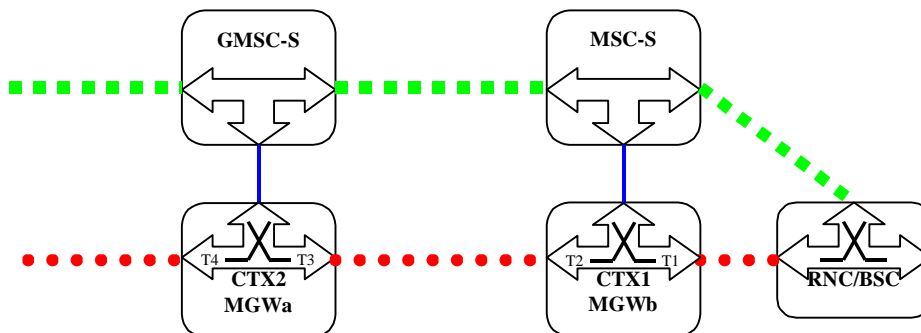 GMSC-S
MSC-S
T4 T3
CTX2
MGWa
T2 T1
CTX1
MGWb
RNC/BSC